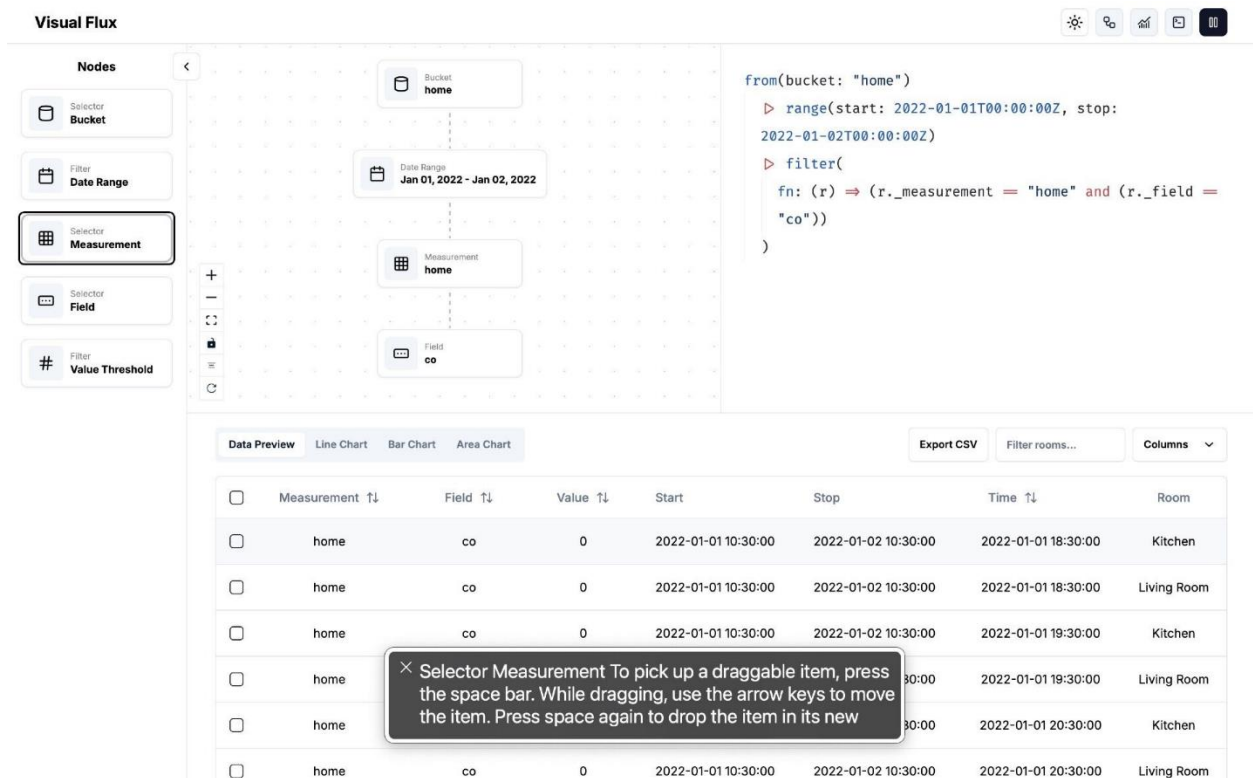 Visual Flux
Nodes
Selector
Bucket
Filter
Date Range
Selector
Measurement
Selector
Field
Filter
Value Threshold
Bucket
home
Date Range
Jan 01, 2022 - Jan 02, 2022
Measurement
home
Field
co
from(bucket: "home")
▷ range(start: 2022-01-01T00:00:00Z, stop:
2022-01-02T00:00:00Z)
▷ filter(
fn: (r) ⇒ (r._measurement == "home" and (r._field ==
"co"))
)
Data Preview Line Chart Bar Chart Area Chart Export CSV Filter rooms... Columns
Measurement ↑↓ Field ↑↓ Value ↑↓ Start Stop Time ↑↓ Room
home co 0 2022-01-01 10:30:00 2022-01-02 10:30:00 2022-01-01 18:30:00 Kitchen
home co 0 2022-01-01 10:30:00 2022-01-02 10:30:00 2022-01-01 18:30:00 Living Room
home co 0 2022-01-01 10:30:00 2022-01-02 10:30:00 2022-01-01 19:30:00 Kitchen
home 30:00 2022-01-01 19:30:00 Living Room
home 30:00 2022-01-01 20:30:00 Kitchen
home co 0 2022-01-01 10:30:00 2022-01-02 10:30:00 2022-01-01 20:30:00 Living Room
Selector Measurement To pick up a draggable item, press
the space bar. While dragging, use the arrow keys to move
the item. Press space again to drop the item in its new